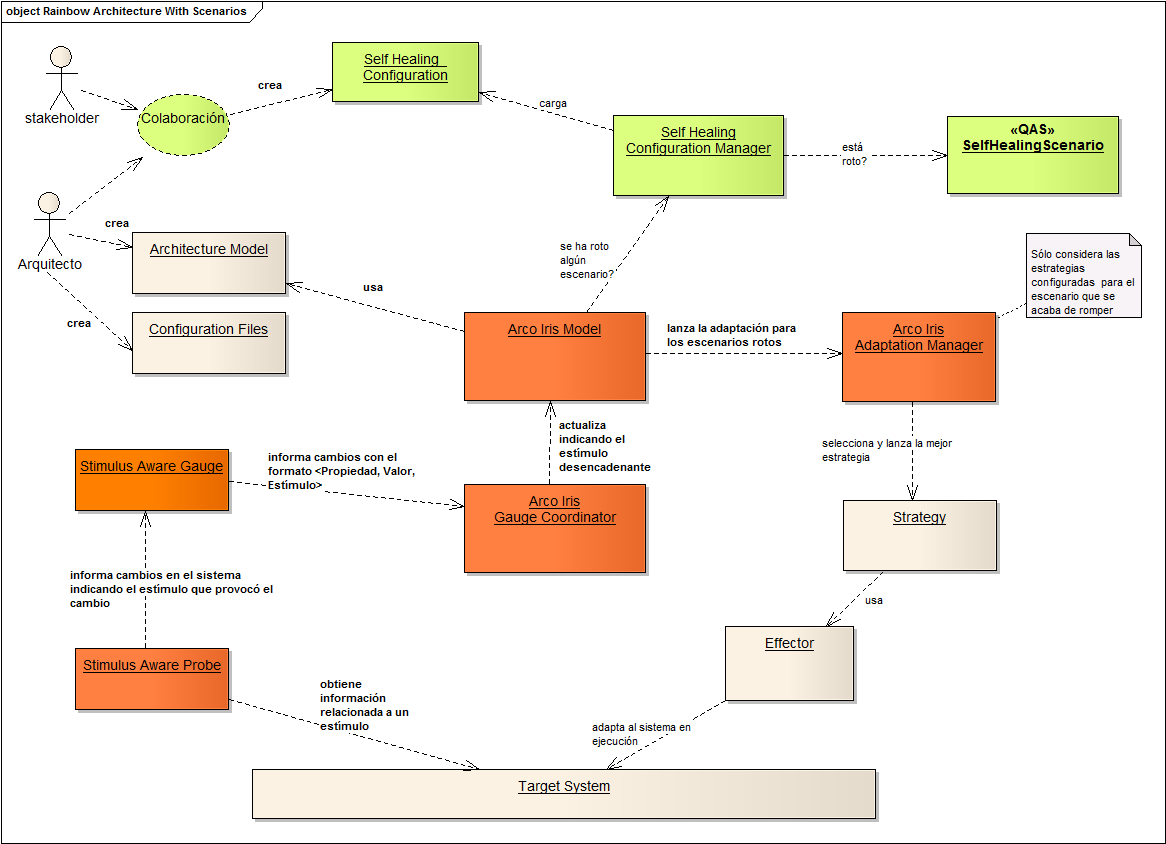 object Rainbow Architecture With Scenarios
stakeholder
Colaboración
crea
Self Healing
Configuration
carga
Self Healing
Configuration Manager
está
roto?
«QAS»
SelfHealingScenario
Arquitecto
crea
Architecture Model
crea
Configuration Files
usa
se ha roto
algún
escenario?
Sólo considera las
estrategias
configuradas para el
escenario que se
acaba de romper
Arco Iris Model
lanza la adaptación para
los escenarios rotos
Arco Iris
Adaptation Manager
actualiza
indicando el
estímulo
desencadenante
selecciona y lanza la mejor
estrategia
Stimulus Aware Gauge
informa cambios con el
formato <Propiedad, Valor,
Estímulo>
Arco Iris
Gauge Coordinator
Strategy
informa cambios en el sistema
indicando el estímulo que provocó el
cambio
usa
Effector
Stimulus Aware Probe
obtiene
información
relacionada a un
estímulo
adapta al sistema en
ejecución
Target System